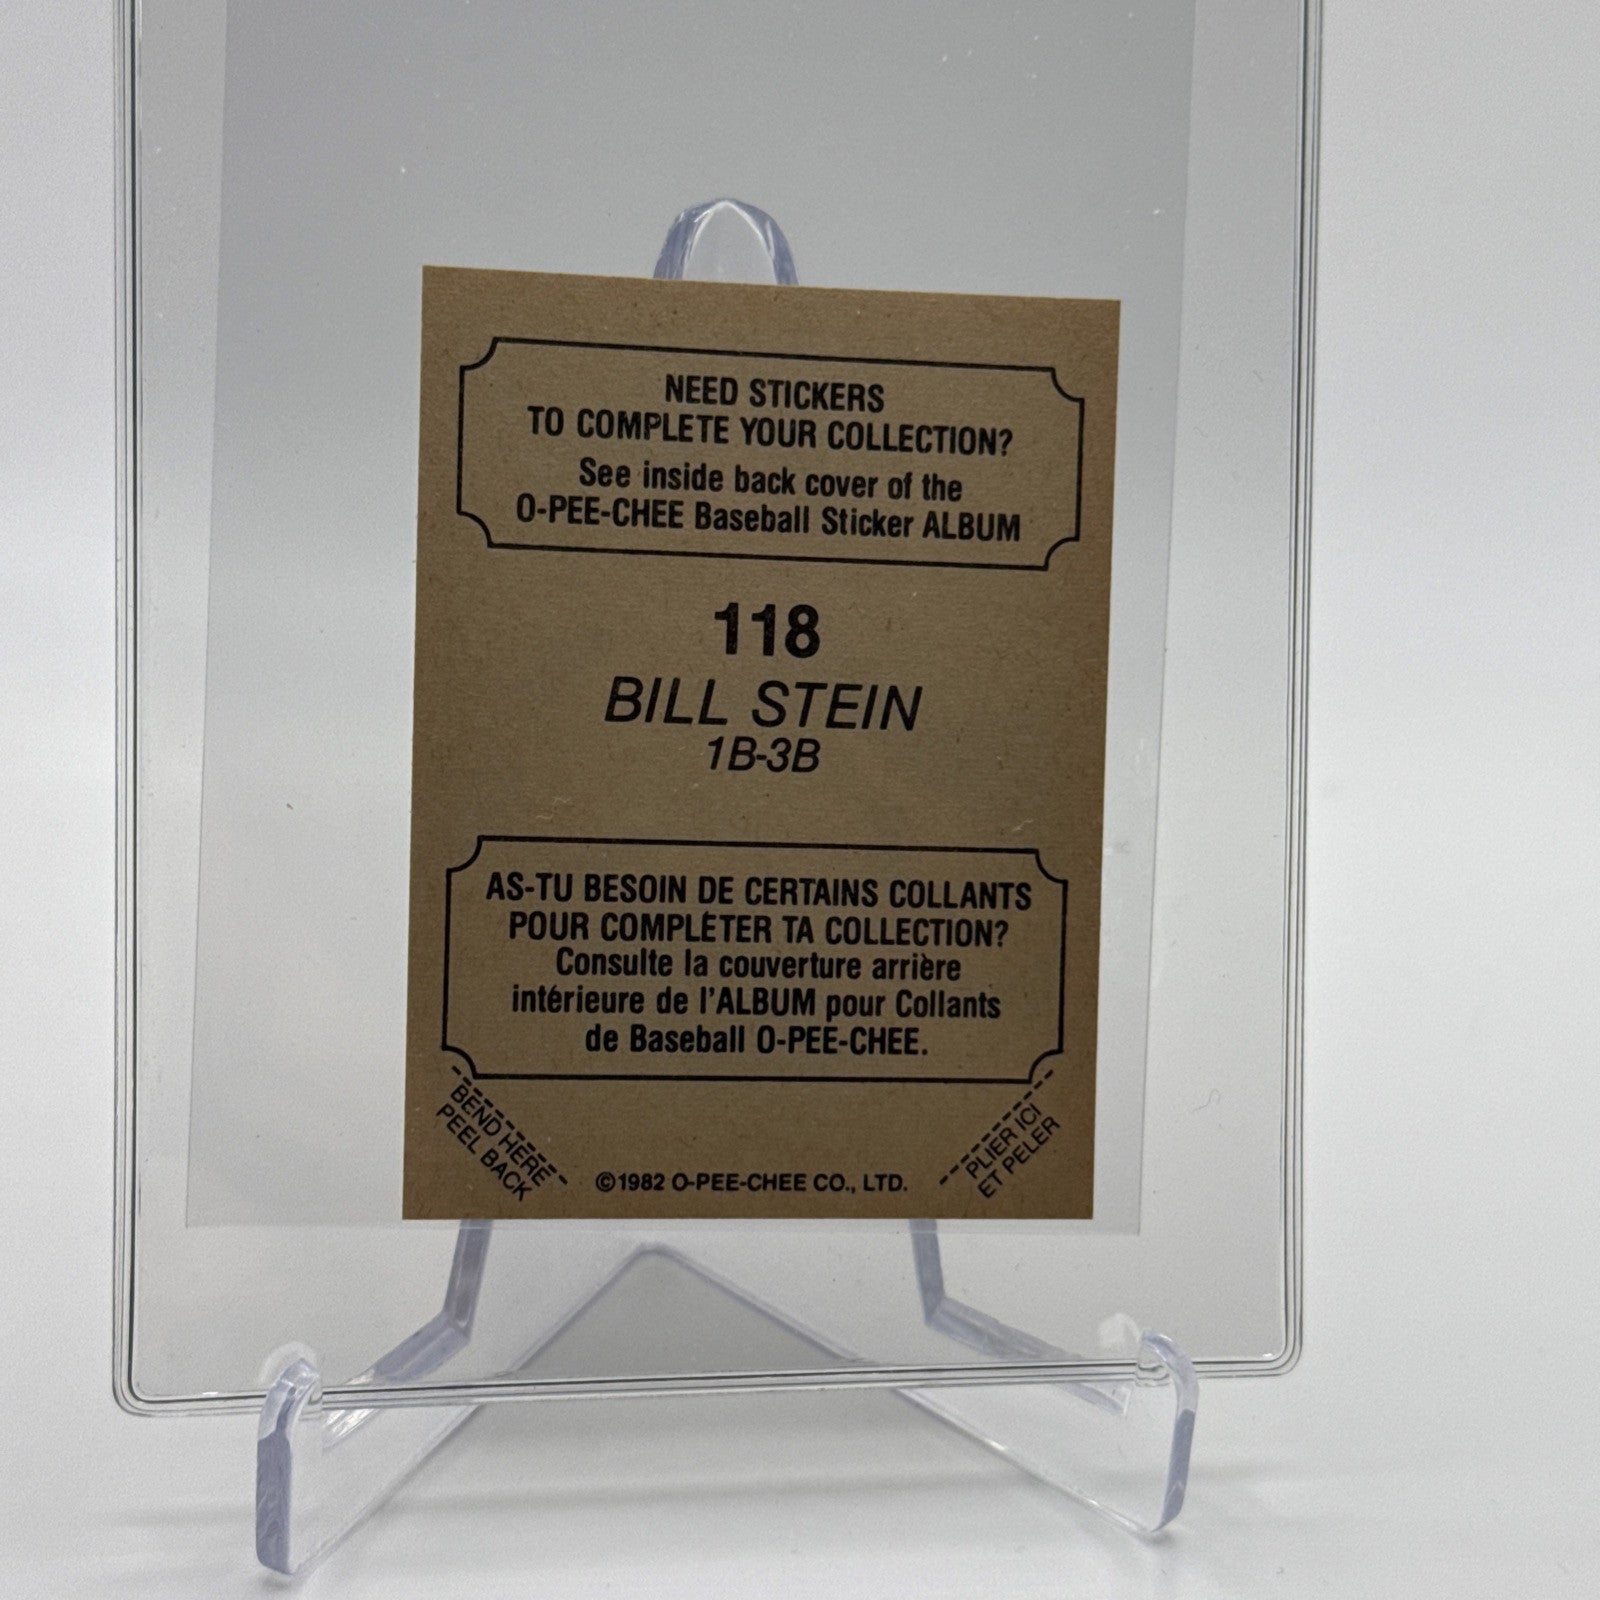 NEED STICKERS
TO COMPLETE YOUR COLLECTION?
See inside back cover of the
O-PEE-CHEE Baseball Sticker ALBUM
118
BILL STEIN
1B-3B
AS-TU BESOIN DE CERTAINS COLLANTS
POUR COMPLÉTER TA COLLECTION?
Consulte la couverture arrière
intérieure de l'ALBUM pour Collants
de Baseball O-PEE-CHEE.
BEND HERE
PEEL BACK
©1982 O-PEE-CHEE CO., LTD.
PLIER ICI
ET PELER